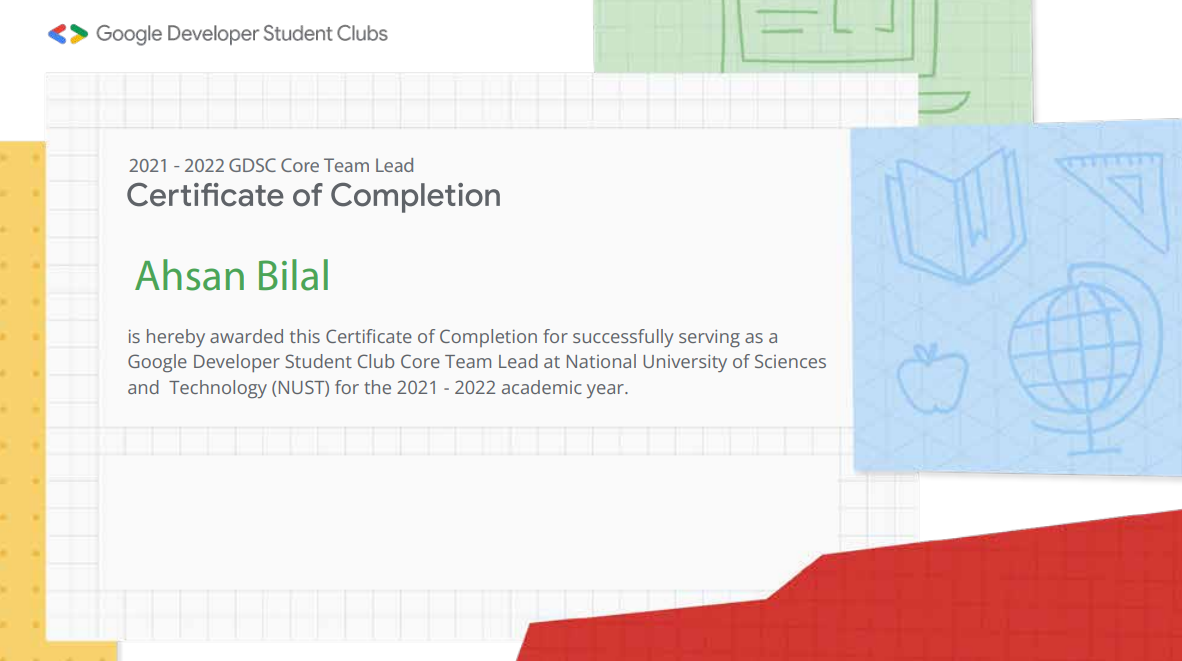 Google Developer Student Clubs
2021 - 2022 GDSC Core Team Lead
Certificate of Completion
Ahsan Bilal
is hereby awarded this Certificate of Completion for successfully serving as a
Google Developer Student Club Core Team Lead at National University of Sciences
and  Technology (NUST) for the 2021 - 2022 academic year.